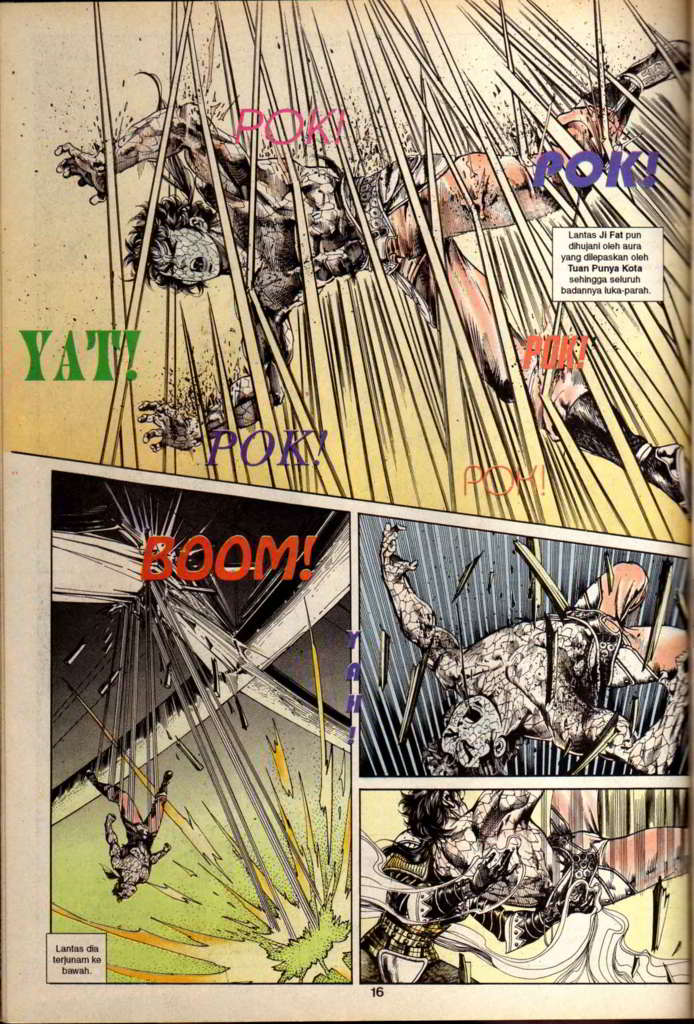 POK!
POK!
Lantas Ji Fat pun
dihujani oleh aura
yang dilepaskan oleh
Tuan Punya Kota
sehingga seluruh
badannya luka-parah.
YAT!
POK!
POK!
POK!
BOOM!
YAH!
Lantas dia
terjunam ke
bawah.
16